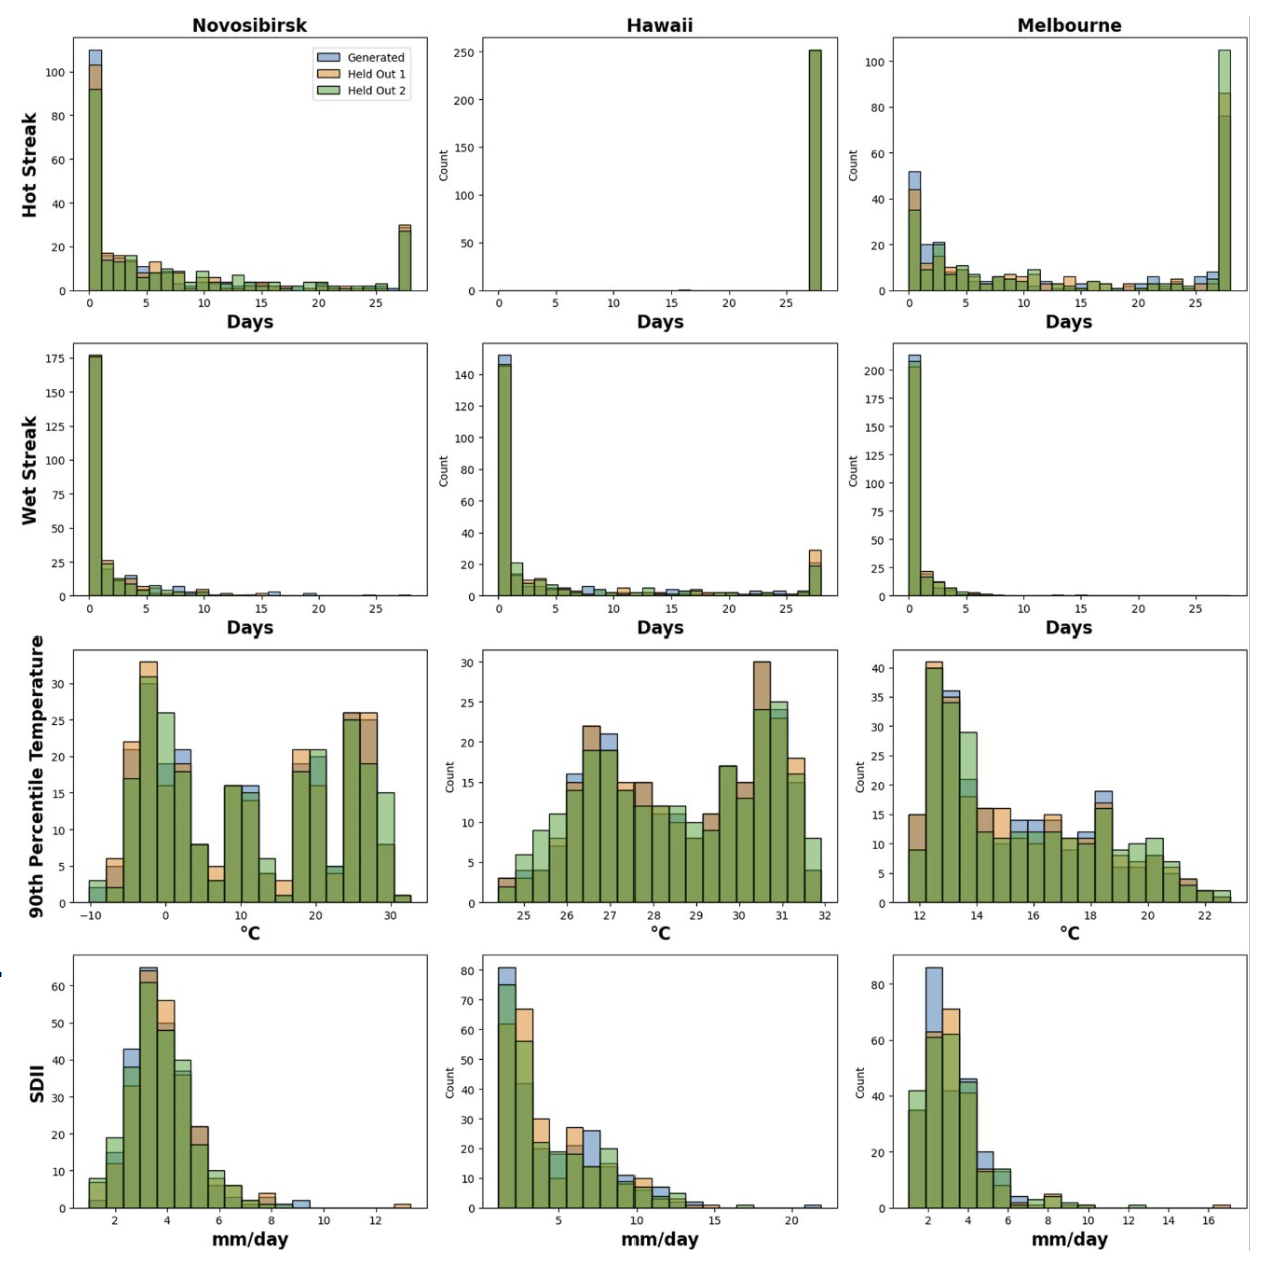 Novosibirsk
Hawaii
Melbourne
Hot Streak
100
80
60
40
20
0
Generated
Held Out 1
Held Out 2
0 5 10 15 20 25
Days
Count
250
200
150
100
50
0
0 5 10 15 20 25
Days
Count
100
80
60
40
20
0
0 5 10 15 20 25
Days
Wet Streak
175
150
125
100
75
50
25
0
0 5 10 15 20 25
Days
Count
140
120
100
80
60
40
20
0
0 5 10 15 20 25
Days
Count
200
175
150
125
100
75
50
25
0
0 5 10 15 20 25
Days
90th Percentile Temperature
30
25
20
15
10
5
0
−10 0 10 20 30
°C
Count
30
25
20
15
10
5
0
25 26 27 28 29 30 31 32
°C
Count
40
35
30
25
20
15
10
5
0
12 14 16 18 20 22
°C
SDII
60
50
40
30
20
10
0
2 4 6 8 10 12
mm/day
Count
80
70
60
50
40
30
20
10
0
5 10 15 20
mm/day
Count
80
60
40
20
0
2 4 6 8 10 12 14 16
mm/day